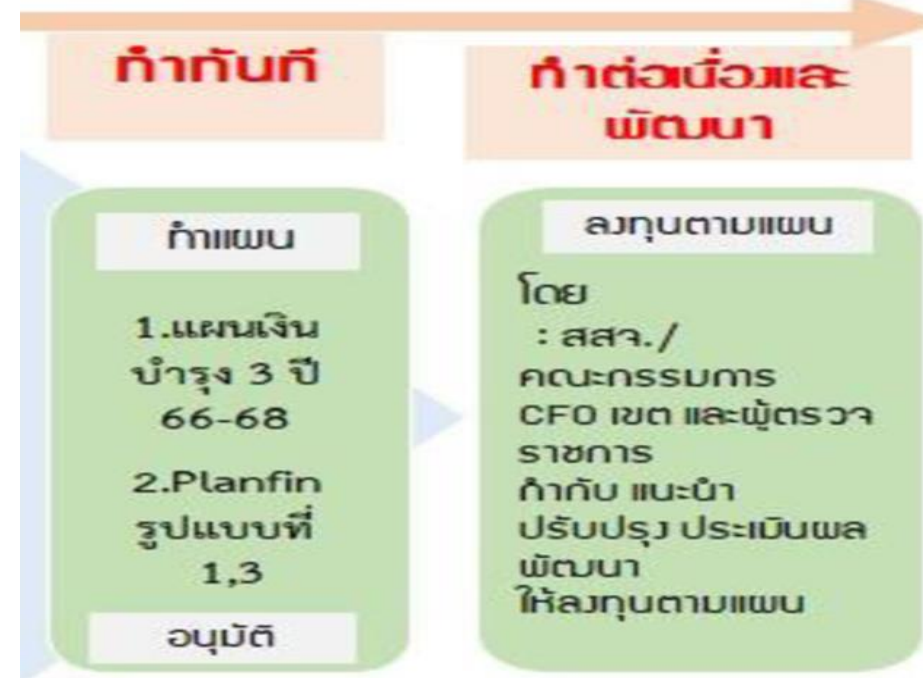 ทำทันที
ทำต่อเนื่องและ
พัฒนา
ทำแผน
1.แผนเงิน
บำรุง 3 ปี
66-68
2.Planfin
รูปแบบที่
1,3
อนุมัติ
ลงทุนตามแผน
โดย
: สสจ./
คณะกรรมการ
CFO เขต และผู้ตรวจ
ราชการ
กำกับ แนะนำ
ปรับปรุง ประเมินผล
พัฒนา
ให้ลงทุนตามแผน